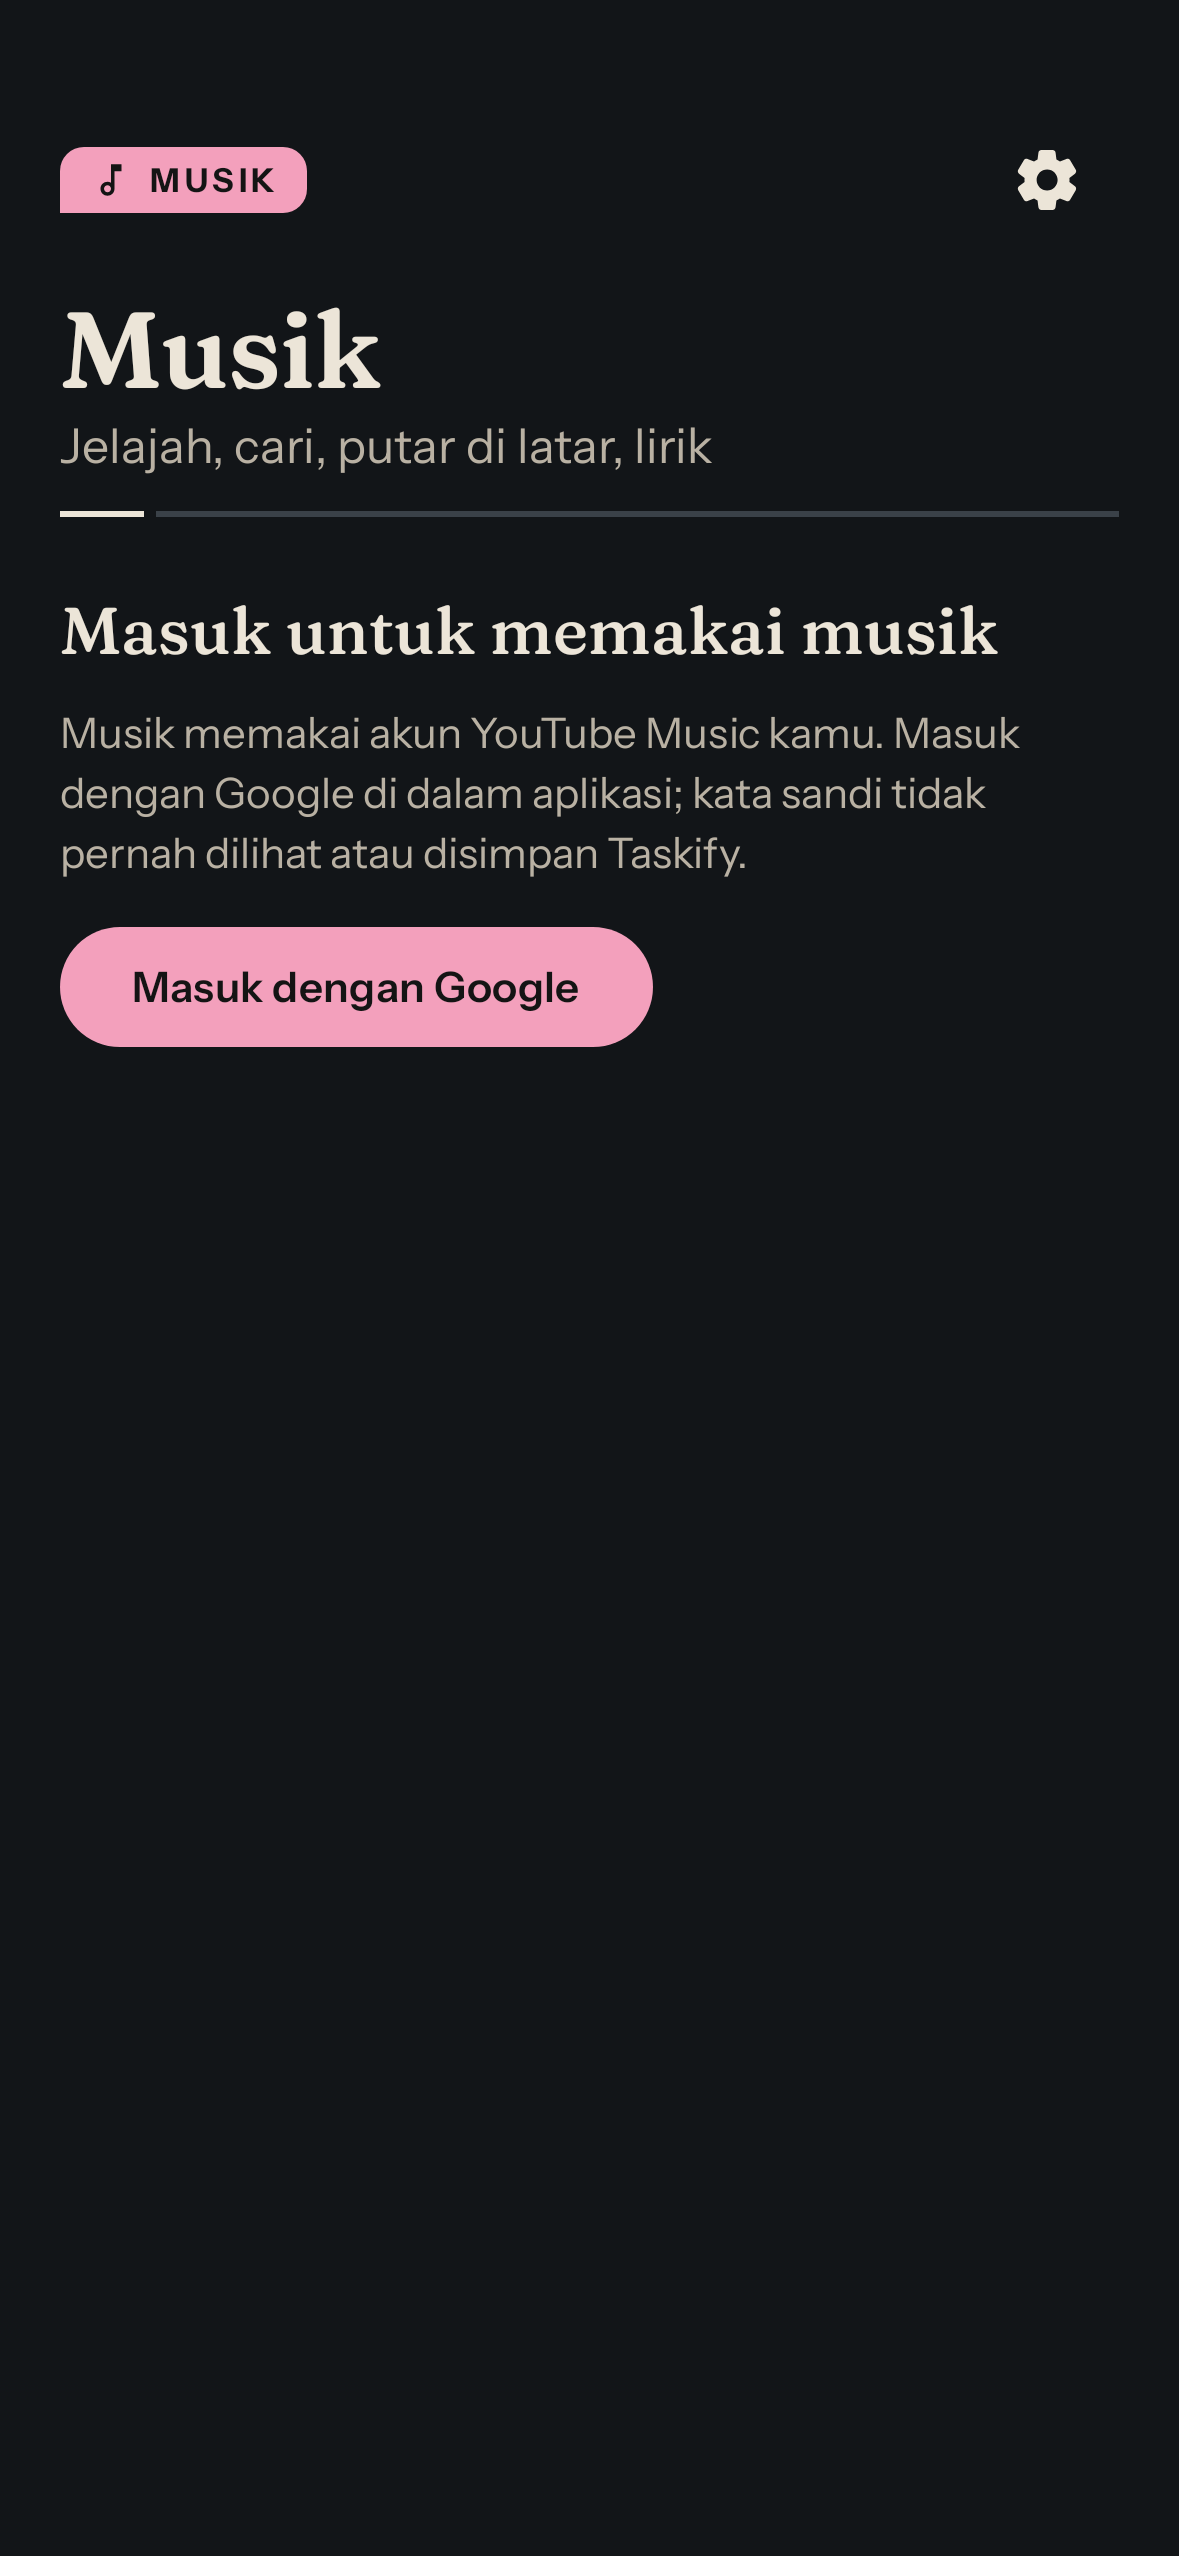 MUSIK
Musik
Jelajah, cari, putar di latar, lirik
Masuk untuk memakai musik
Musik memakai akun YouTube Music kamu. Masuk
dengan Google di dalam aplikasi; kata sandi tidak
pernah dilihat atau disimpan Taskify.
Masuk dengan Google